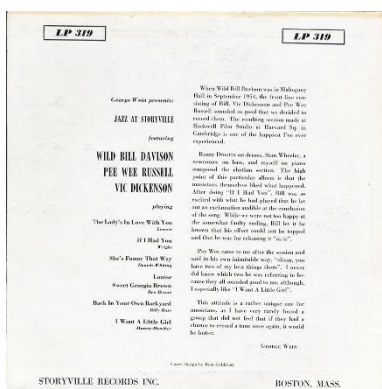 LP 319
LP 319
George Wein presents:
JAZZ AT STORYVILLE
featuring
WILD BILL DAVISON
PEE WEE RUSSELL
VIC DICKENSON
playing
The Lady's In Love With You
If I Had You
She's Funny That Way
Louise
Sweet Georgia Brown
Back In Your Own Backyard
I Want A Little Girl
When Wild Bill Davison was in Mahogany
Hall in September 1954, the front line con-
sisting of Bill, Vic Dickenson and Pee Wee
Russell sounded so good that we decided to
record them. The resulting session made at
Rockwell Film Studio at Harvard Sq in
Cambridge is one of the happiest I've ever
experienced.
Buzzy Drootin on drums, Stan Wheeler, a
newcomer on bass, and myself on piano
composed the rhythm section. The high
point of this particular album is that the
musicians themselves liked what happened.
After doing "If I Had You", Bill was so
excited with what he had played that he let
out an exclamation audible at the conclusion
of the song. While we were not too happy at
the somewhat faulty ending, Bill let it be
known that his effort could not be topped
and that he was for releasing it "as is".
Pee Wee came to me after the session and
said in his own inimitable way, "chum, you
have two of my best things there". I never
did know which two he was referring to be-
cause they all sounded good to me, although,
I especially like "I Want A Little Girl".
This attitude is a rather unique one for
musicians, as I have very rarely found a
group that did not feel that if they had a
chance to record a tune once again, it would
be better.
GEORGE WEIN
STORYVILLE RECORDS INC.
BOSTON, MASS.